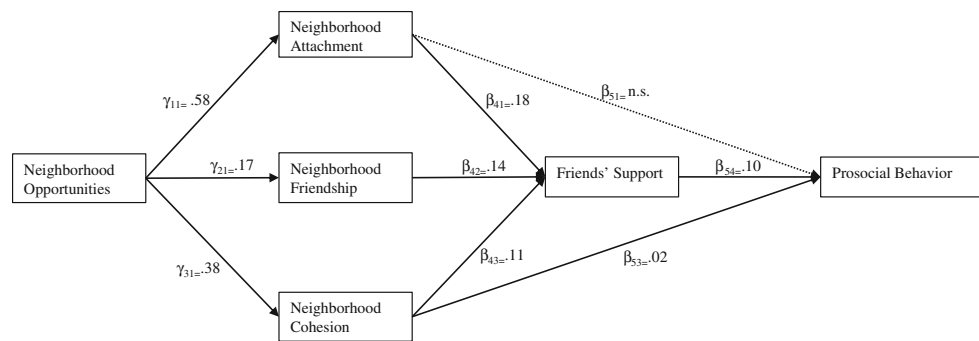 Neighborhood
Attachment
γ11=.58
β41=.18
β51= n.s.
Neighborhood
Opportunities
γ21=.17
Neighborhood
Friendship
β42=.14
Friends' Support
β54=.10
Prosocial Behavior
γ31=.38
β43=.11
β53=.02
Neighborhood
Cohesion